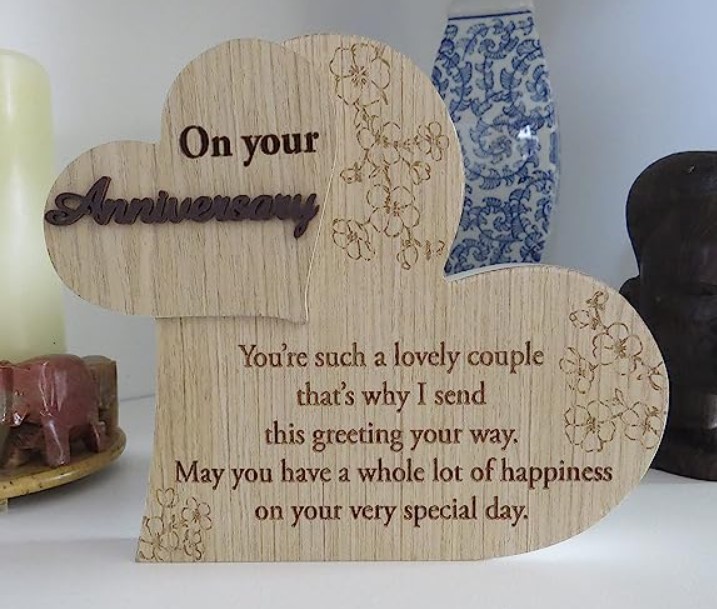 On your
Anniversary
You're such a lovely couple
that's why I send
this greeting your way.
May you have a whole lot of happiness
on your very special day.